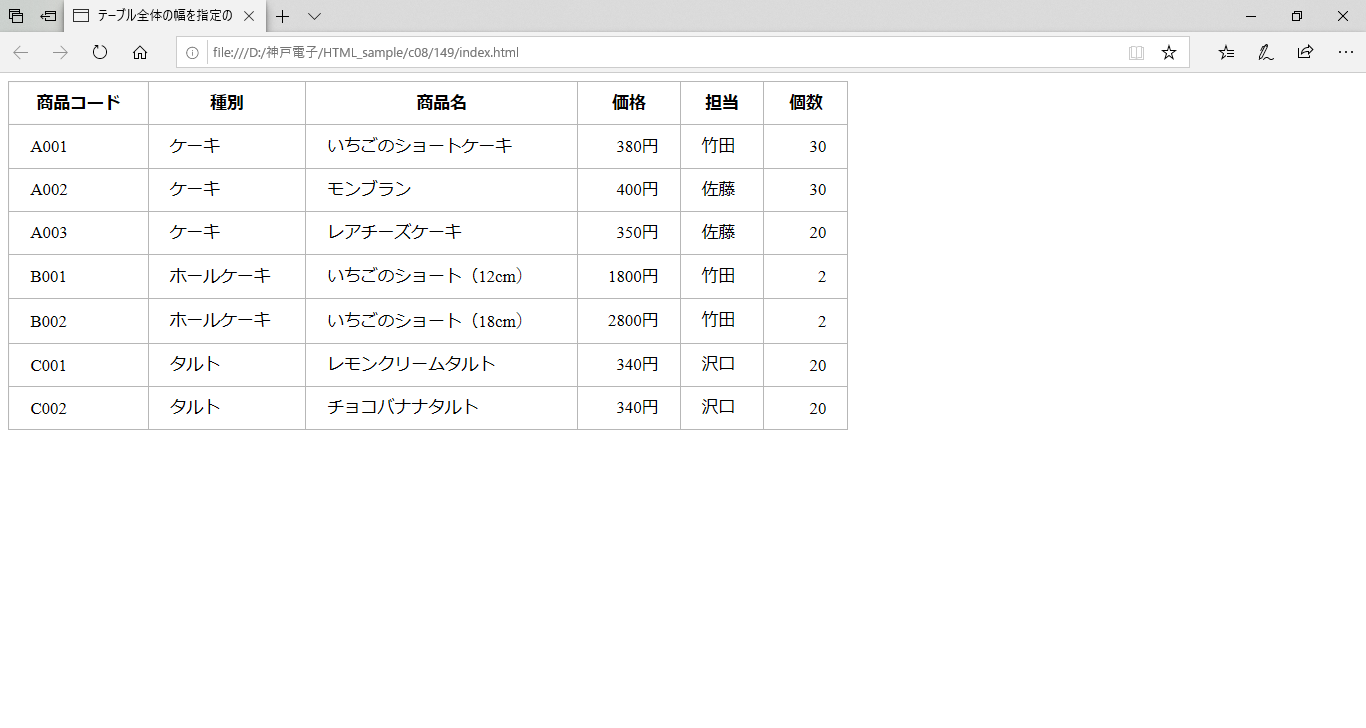 テーブル全体の幅を指定の
file:///D:/神戸電子/HTML_sample/c08/149/index.html
商品コード 種別 商品名 価格 担当 個数
A001 ケーキ いちごのショートケーキ 380円 竹田 30
A002 ケーキ モンブラン 400円 佐藤 30
A003 ケーキ レアチーズケーキ 350円 佐藤 20
B001 ホールケーキ いちごのショート（12cm） 1800円 竹田 2
B002 ホールケーキ いちごのショート（18cm） 2800円 竹田 2
C001 タルト レモンクリームタルト 340円 沢口 20
C002 タルト チョコバナナタルト 340円 沢口 20